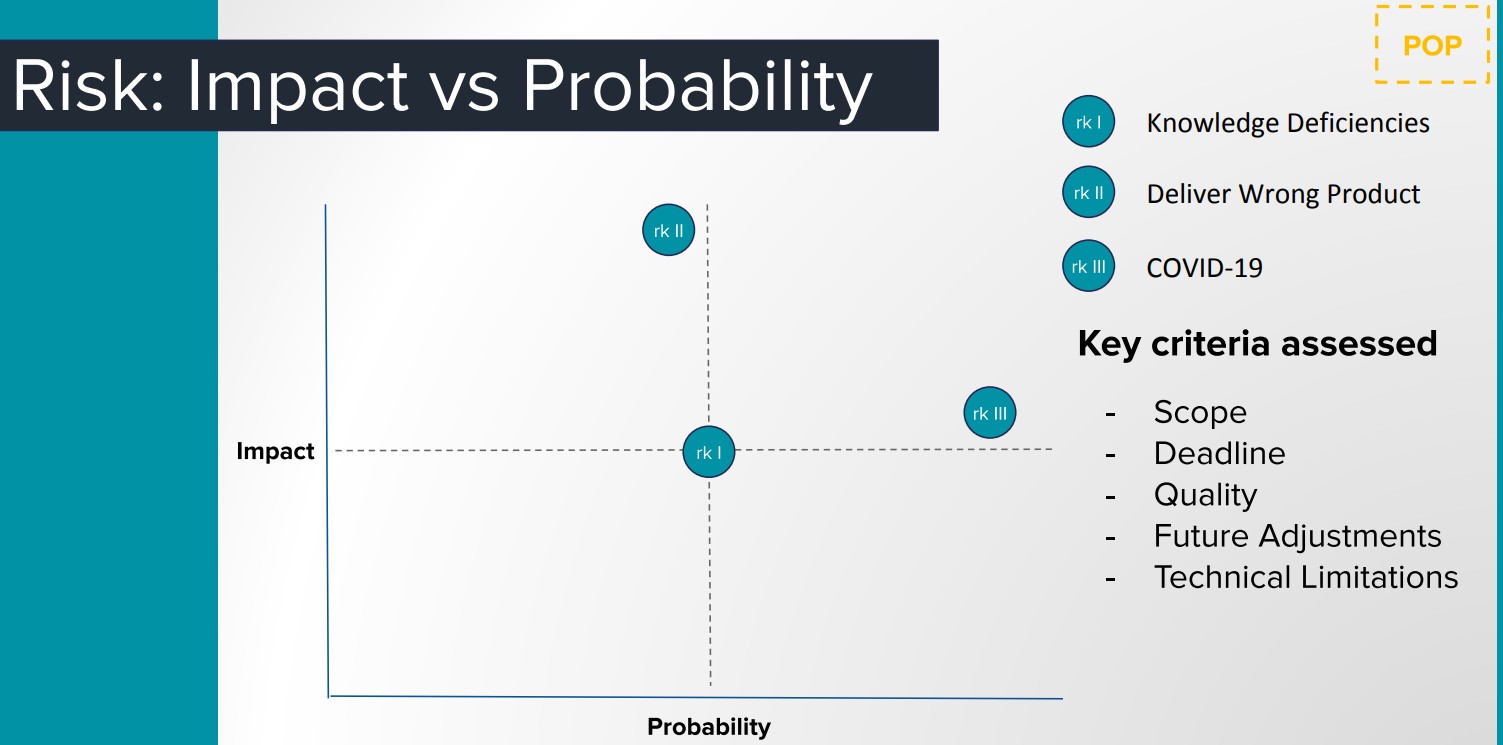 POP
Risk: Impact vs Probability
rk I Knowledge Deficiencies
rk II Deliver Wrong Product
rk III COVID-19
Key criteria assessed
- Scope
- Deadline
- Quality
- Future Adjustments
- Technical Limitations
rk II
rk III
Impact
rk I
Probability